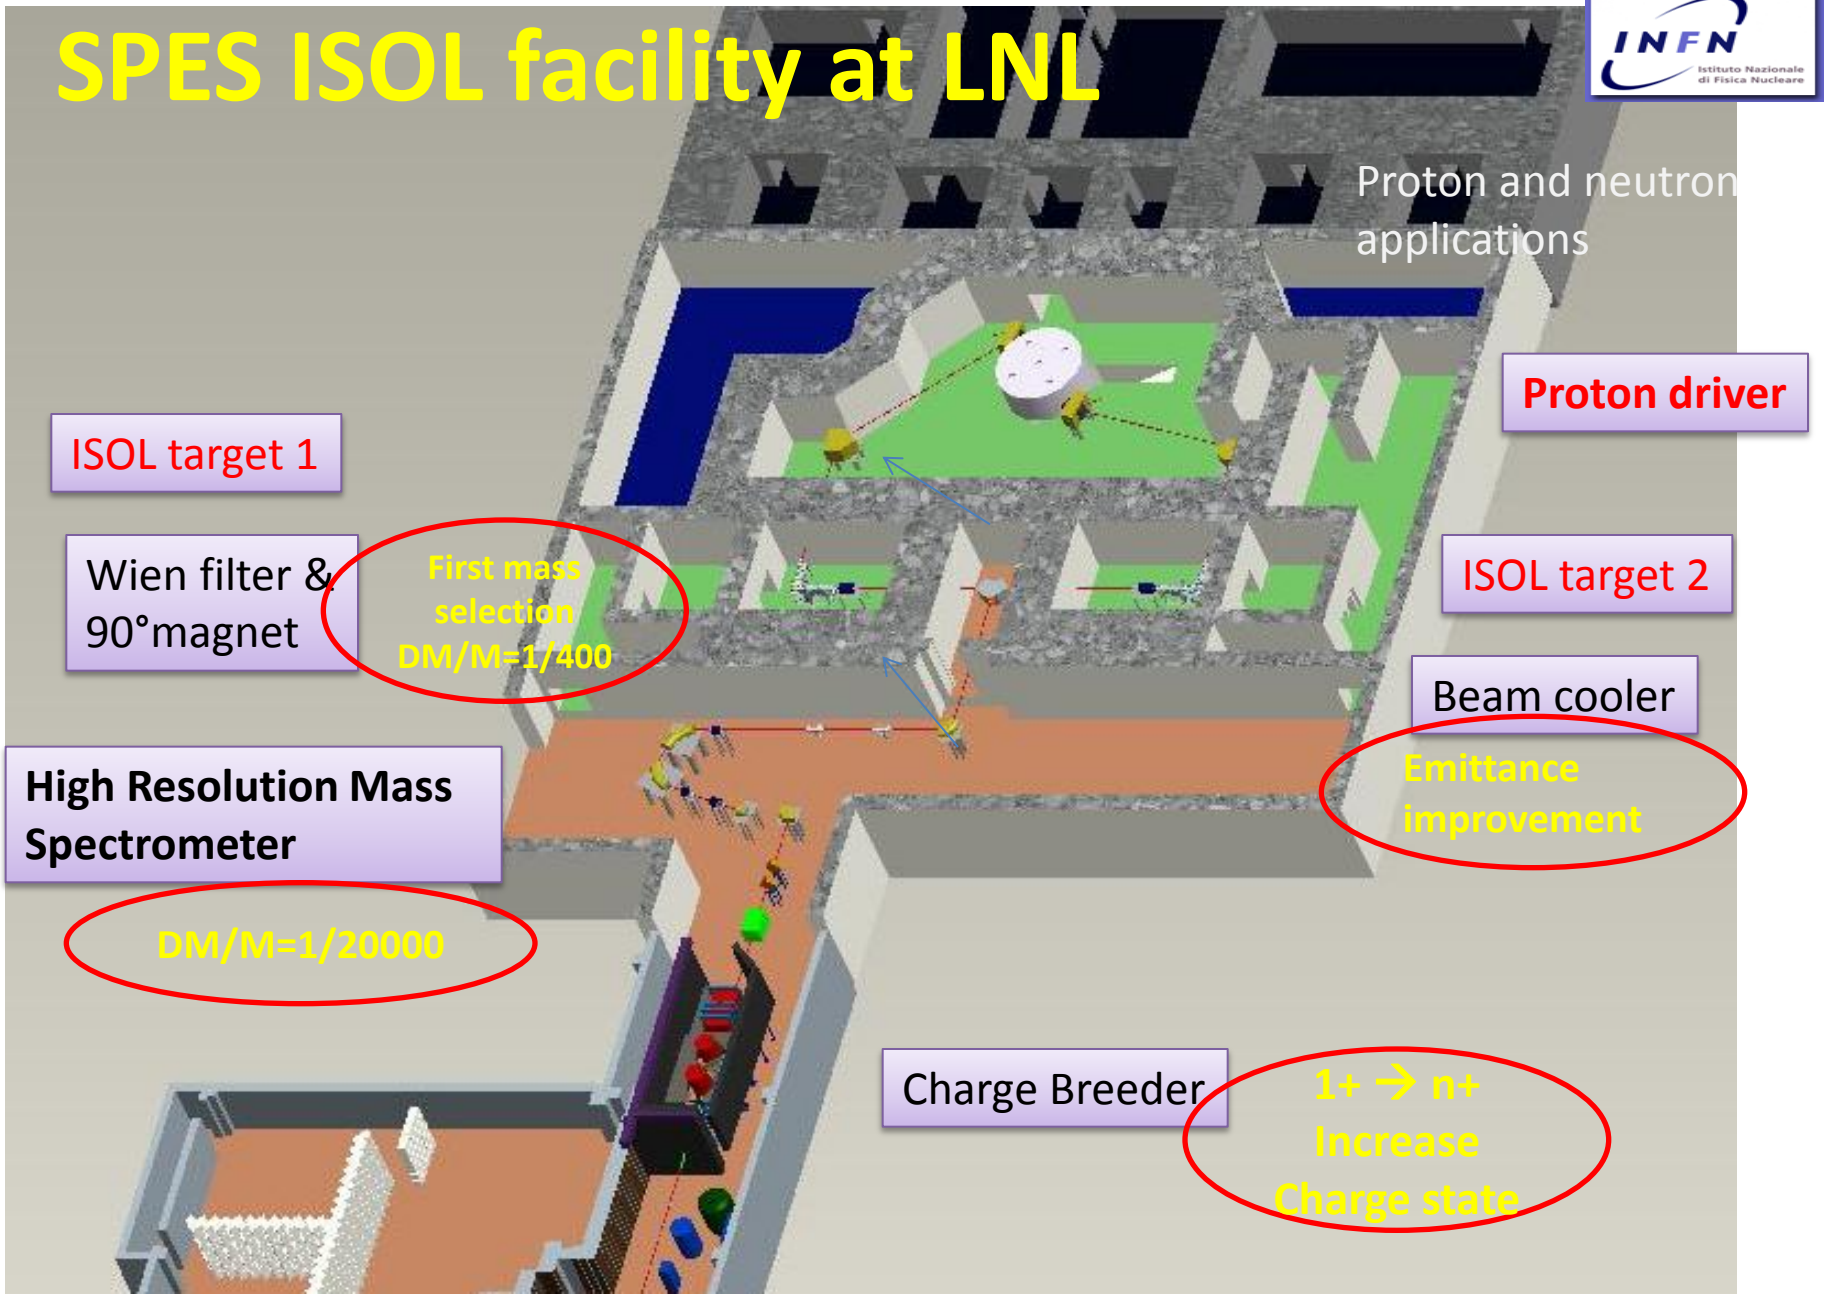 SPES ISOL facility at LNL
INFN
Istituto Nazionale
di Fisica Nucleare
Proton and neutron
applications
Proton driver
ISOL target 1
Wien filter &
90°magnet
First mass
selection
DM/M=1/400
ISOL target 2
Beam cooler
Emittance
improvement
High Resolution Mass
Spectrometer
DM/M=1/20000
Charge Breeder
1+ → n+
Increase
Charge state